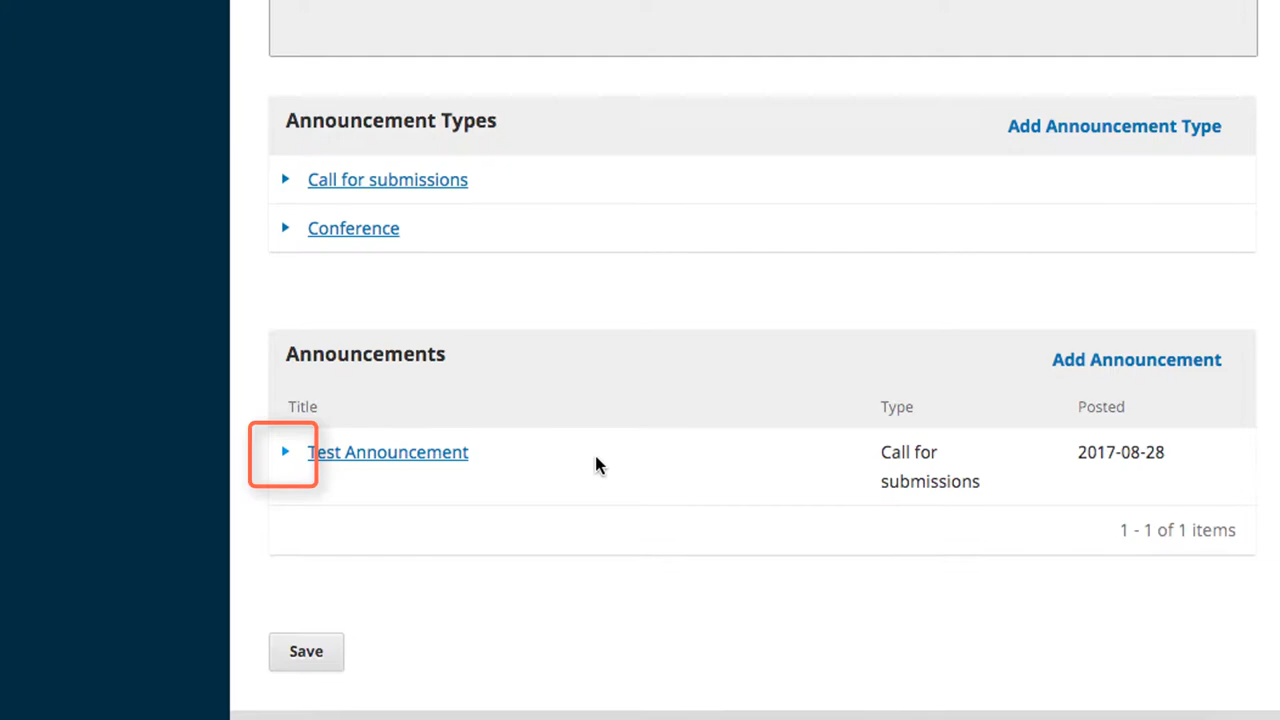 Announcement Types
Add Announcement Type
Call for submissions
Conference
Announcements
Add Announcement
Title Type Posted
Test Announcement Call for 2017-08-28
submissions
1 - 1 of 1 items
Save